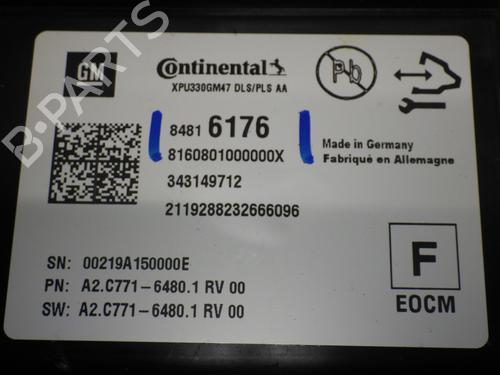 GM
Continental
XPU330GM47 DLS/PLS AA
Pb
8481 6176
8160801000000X
343149712
2119288232666096
Made in Germany
Fabriqué en Allemagne
SN: 00219A150000E
PN: A2.C771-6480.1 RV 00
SW: A2.C771-6480.1 RV 00
F
EOCM
B-PARTS